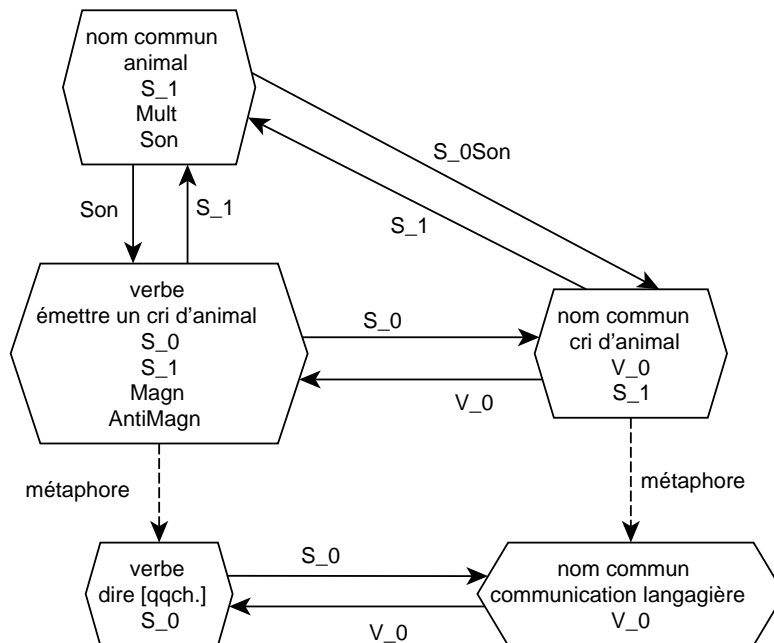 nom commun
animal
S_1
Mult
Son
S_0Son
Son
S_1
S_1
verbe
émettre un cri d'animal
S_0
S_1
Magn
AntiMagn
S_0
V_0
nom commun
cri d'animal
V_0
S_1
métaphore
métaphore
verbe
dire [qqch.]
S_0
S_0
V_0
nom commun
communication langagière
V_0